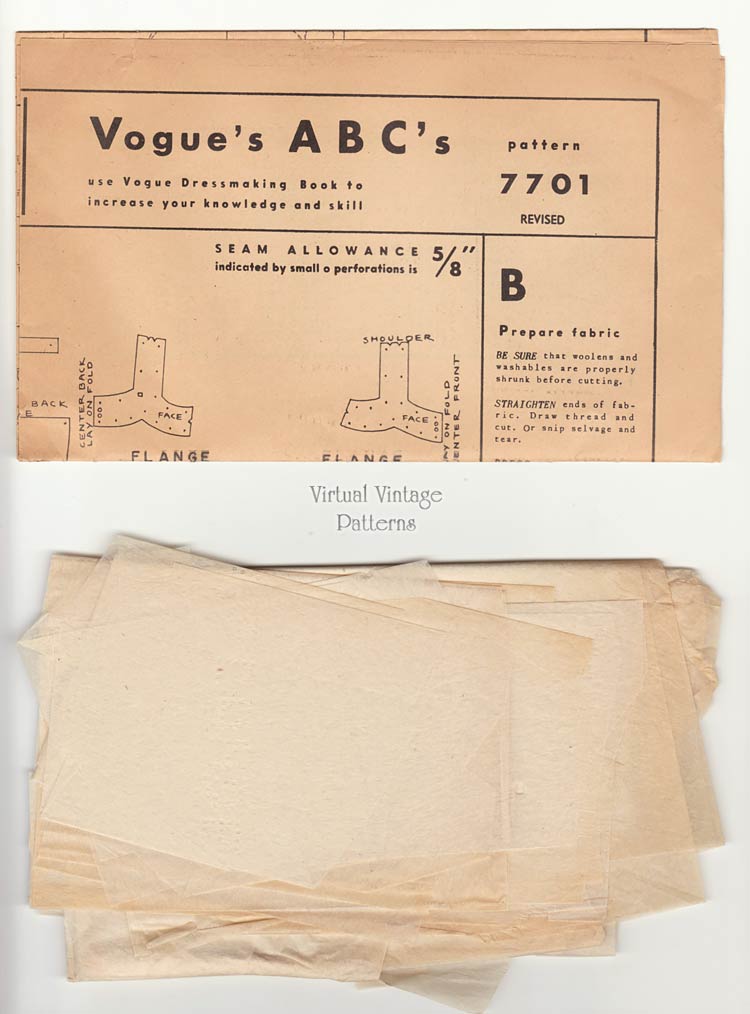 Vogue's ABC's
use Vogue Dressmaking Book to
increase your knowledge and skill
pattern
7701
REVISED
SEAM ALLOWANCE 5/8"
indicated by small o perforations is
B
Prepare fabric
BE SURE that woolens and
washables are properly
shrunk before cutting.
STRAIGHTEN ends of fab-
ric. Draw thread and
cut. Or snip selvage and
tear.
BACK
CENTER BACK
LAY ON FOLD
FACE
FLANGE
SHOULDER
FACE
LAY ON FOLD
CENTER FRONT
FLANGE
Virtual Vintage
Patterns